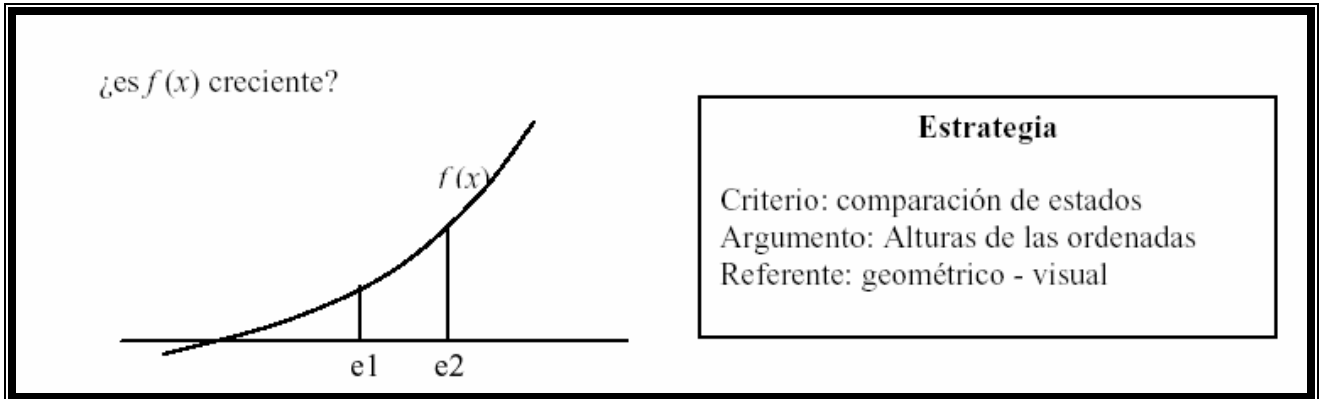 ¿es f (x) creciente?
f (x)
e1 e2
Estrategia
Criterio: comparación de estados
Argumento: Alturas de las ordenadas
Referente: geométrico - visual